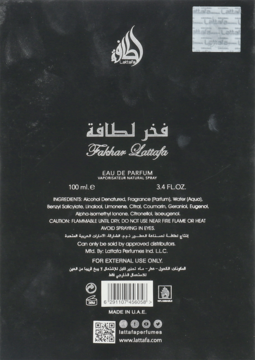 لطافة
Lattafa
فخر لطافة
Fakhar Lattafa
EAU DE PARFUM
VAPORISATEUR NATURAL SPRAY
100 ml.℮ 3.4 FL.OZ.
INGREDIENTS: Alcohol Denatured, Fragrance (Parfum), Water (Aqua),
Benzyl Salicylate, Linalool, Limonene, Citral, Coumarin, Geraniol, Eugenol,
Alpha-isomethyl Ionone, Citronellol, Isoeugenol.
CAUTION: FLAMMABLE UNTIL DRY, DO NOT USE NEAR FIRE FLAME OR HEAT
AVOID SPRAYING IN EYES.
Can only be sold by approved distributors.
Mfd. By: Lattafa Perfumes Ind. L.L.C.
FOR EXTERNAL USE ONLY.
MADE IN U.A.E.
lattafaperfumes
www.lattafa.com